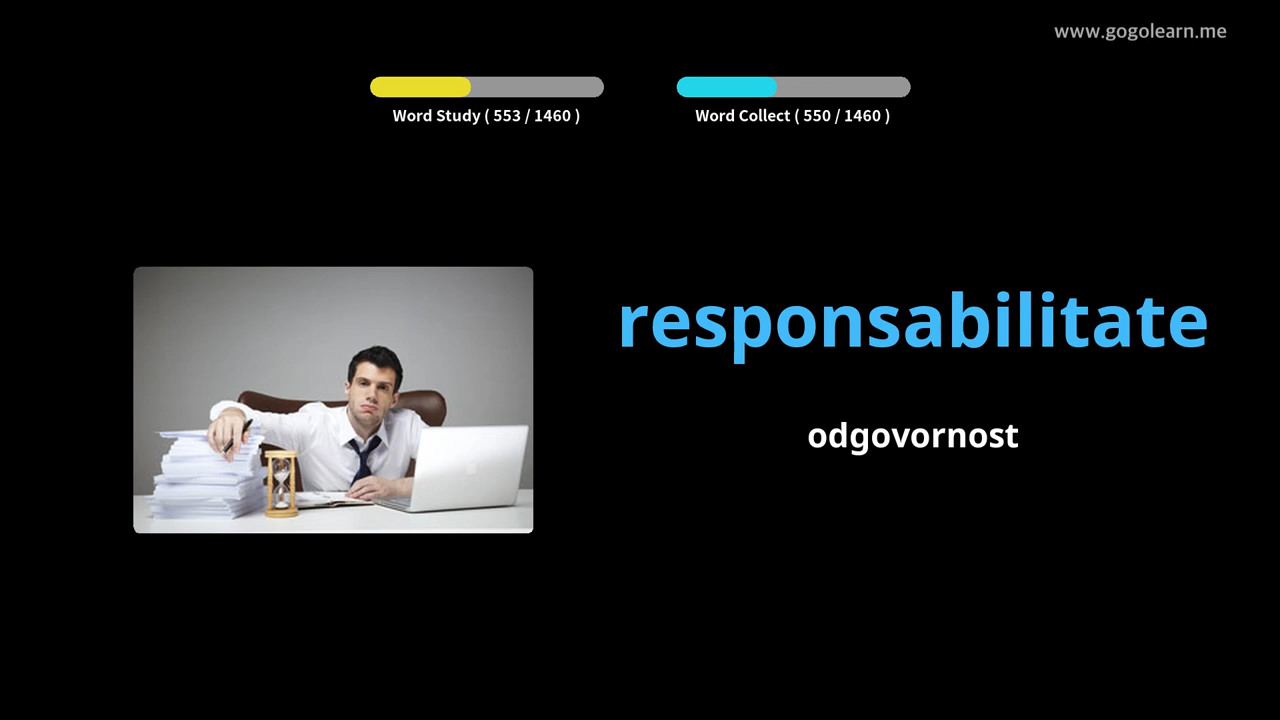 www.gogolearn.me
Word Study ( 553 / 1460 )
Word Collect ( 550 / 1460 )
responsabilitate
odgovornost